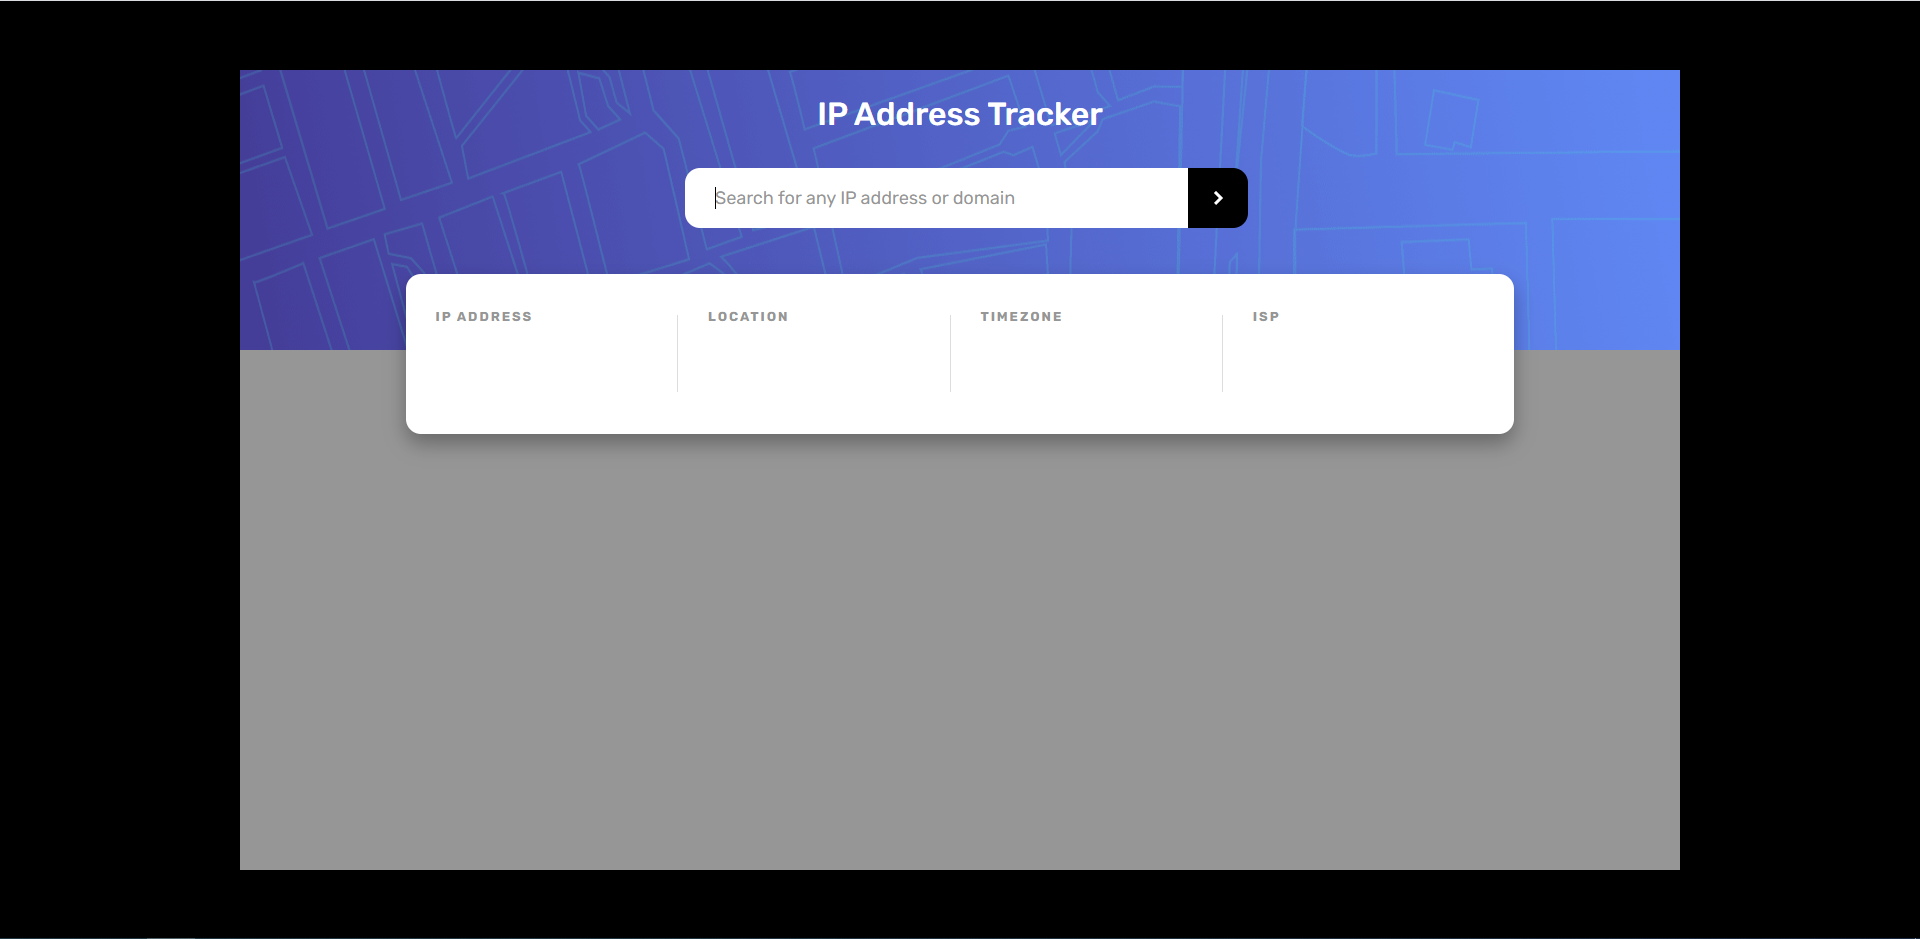 IP Address Tracker
Search for any IP address or domain
IP ADDRESS
LOCATION
TIMEZONE
ISP